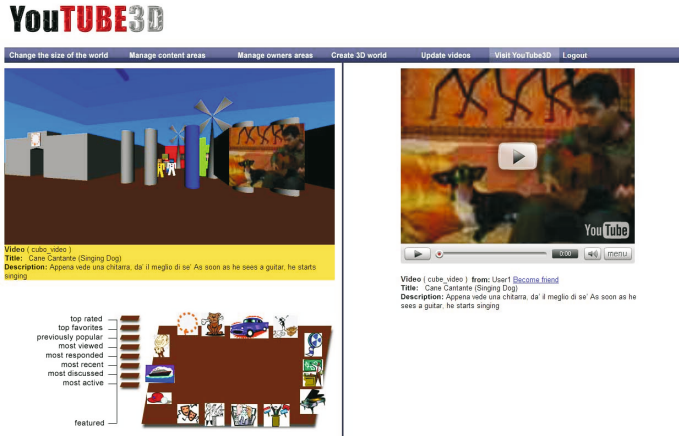 YouTUBE3D
Change the size of the world Manage content areas Manage owners areas Create 3D world Update videos Visit YouTube3D Logout
Video ( cubo_video )
Title: Cane Cantante (Singing Dog)
Description: Appena vede una chitarra, da' il meglio di se' As soon as he sees a guitar, he starts
singing
top rated
top favorites
previously popular
most viewed
most responded
most recent
most discussed
most active
featured
You Tube
0:00 menu
Video ( cube_video ) from: User1 Become friend
Title: Cane Cantante (Singing Dog)
Description: Appena vede una chitarra, da' il meglio di se' As soon as he
sees a guitar, he starts singing